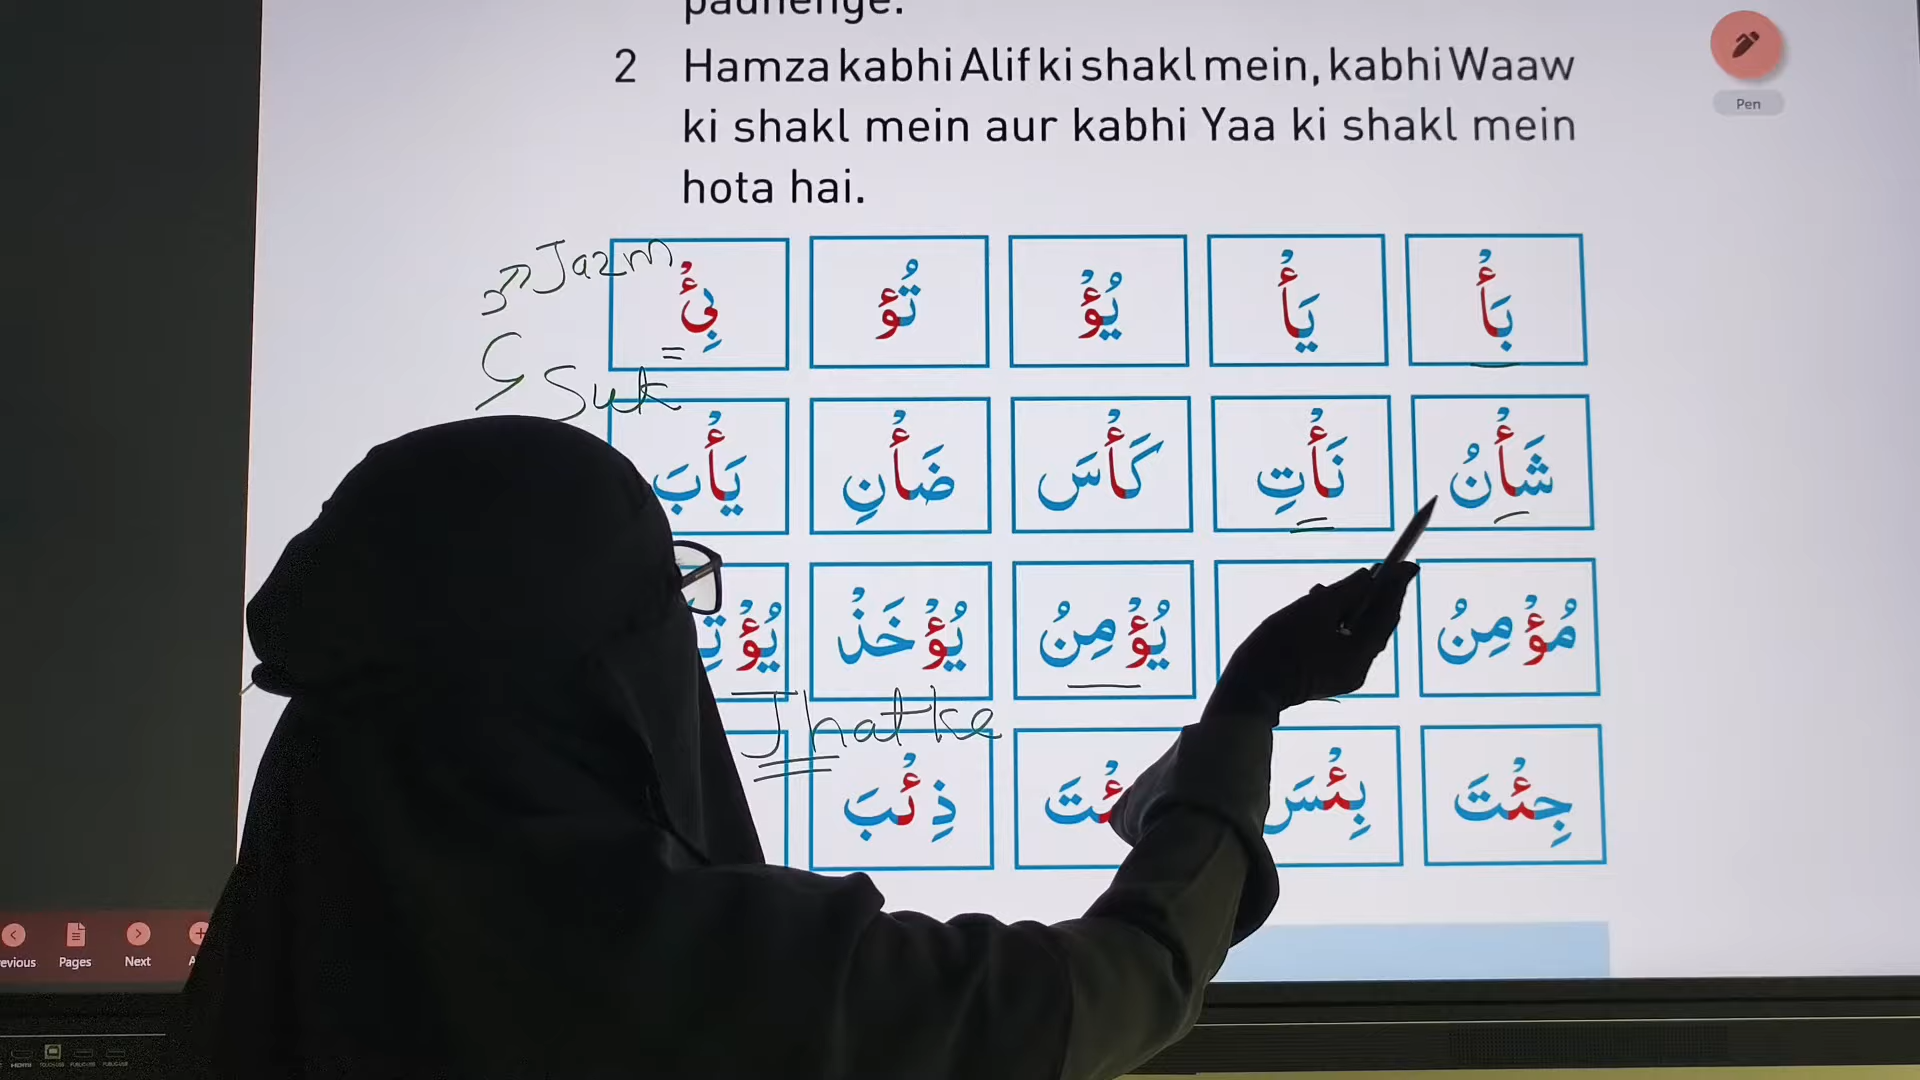 padhenge.
2 Hamza kabhi Alif ki shakl mein, kabhi Waaw
ki shakl mein aur kabhi Yaa ki shakl mein
hota hai.
Pen
Jazm
Suk
بَأْ يَأْ يُؤْ تُؤْ بِئْ
شَأْنُ نَأْتِ كَأْسَ ضَأْنِ يَأْبَ
مُؤْمِنُ يُؤْمِنُ يُؤْخَذْ
Jhatke
جِئْتَ بِئْسَ ذِئْبَ
evious Pages Next